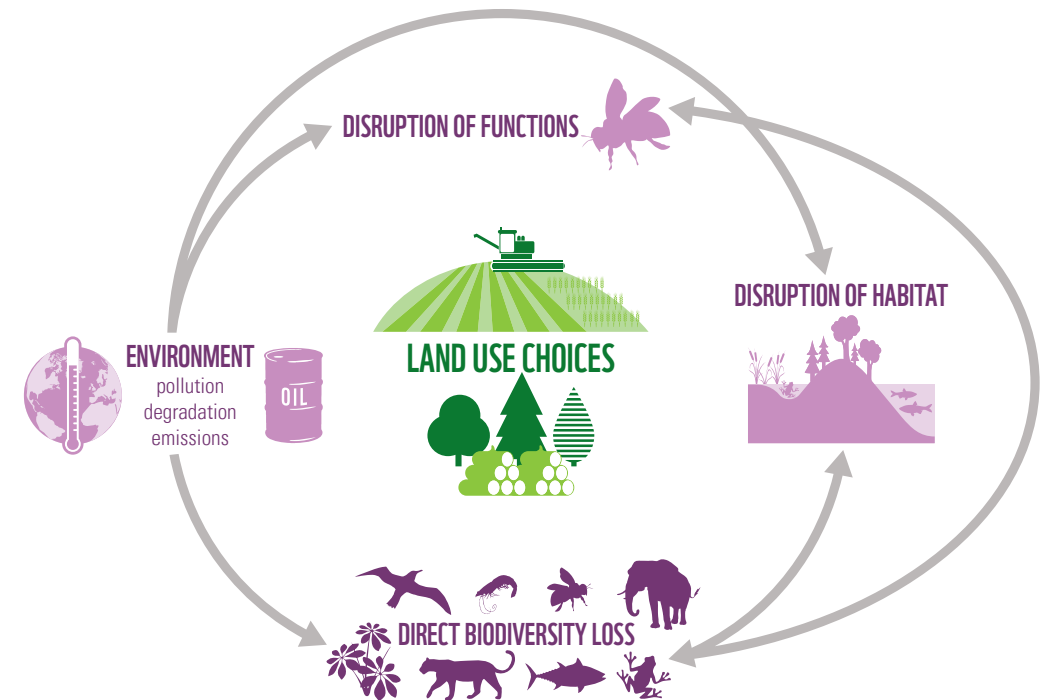 DISRUPTION OF FUNCTIONS
DISRUPTION OF HABITAT
LAND USE CHOICES
ENVIRONMENT
pollution
degradation
emissions
OIL
DIRECT BIODIVERSITY LOSS